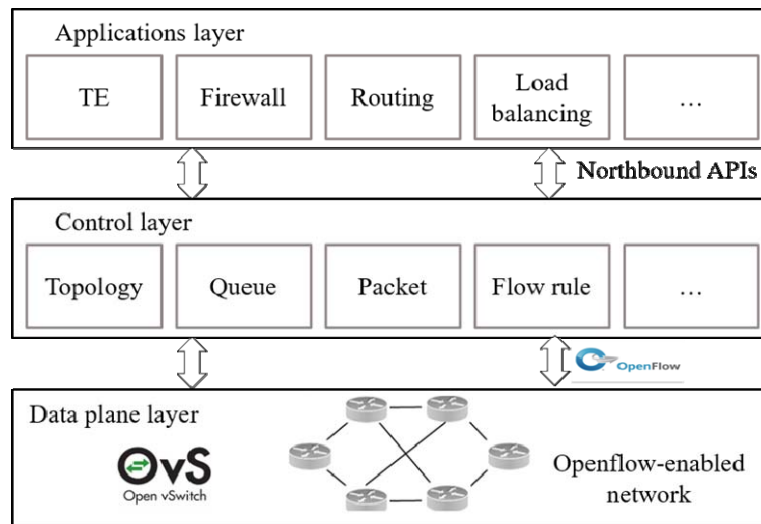 Applications layer
TE
Firewall
Routing
Load
balancing
...
Northbound APIs
Control layer
Topology
Queue
Packet
Flow rule
...
OpenFlow
Data plane layer
OvS
Open vSwitch
Openflow-enabled
network